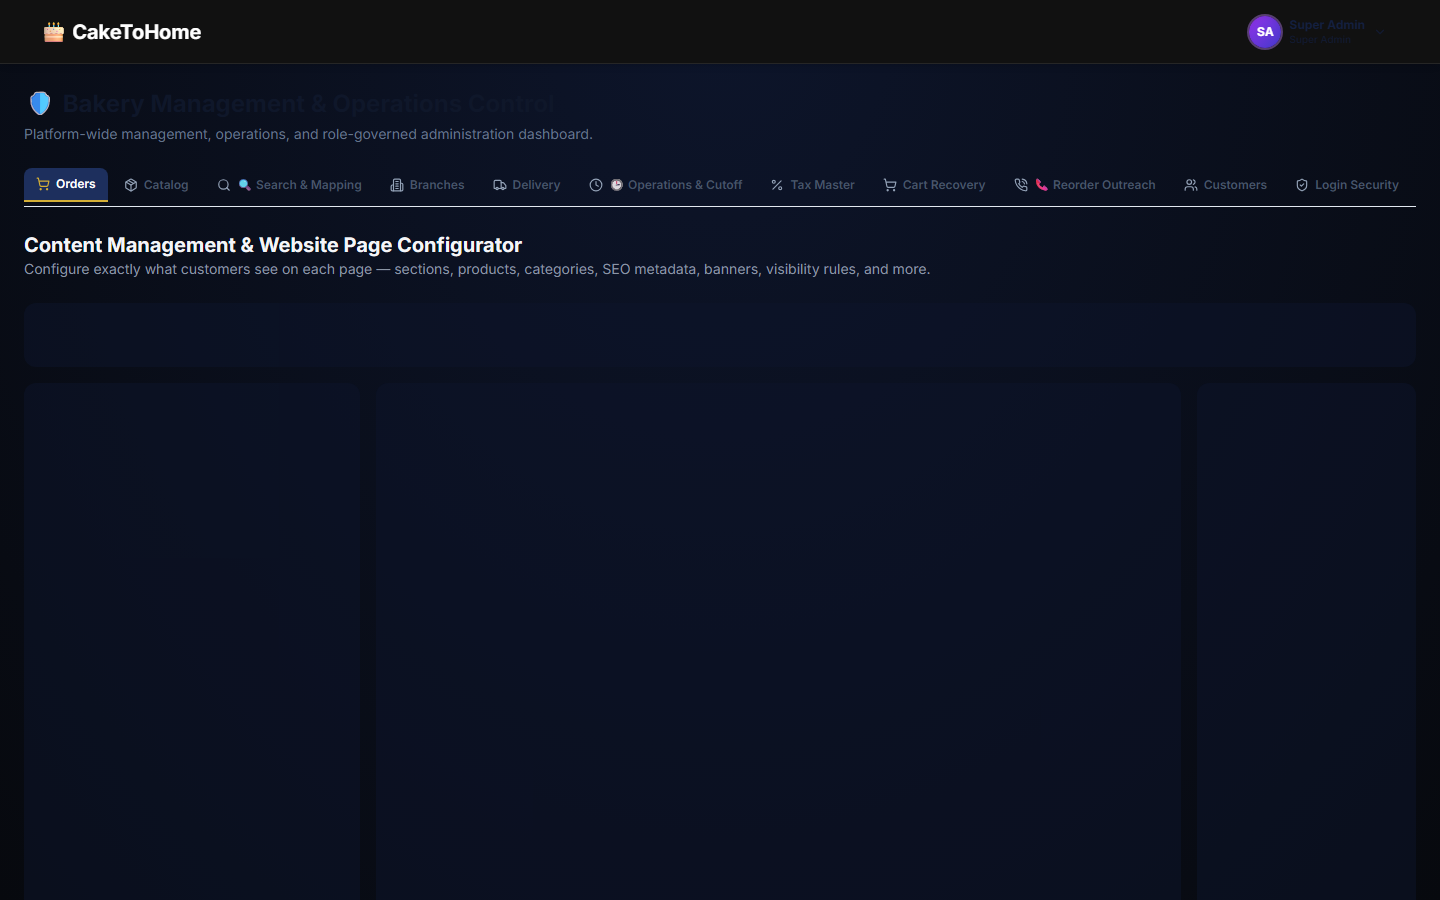 CakeToHome
SA
Super Admin
Super Admin
Bakery Management & Operations Control
Platform-wide management, operations, and role-governed administration dashboard.
Orders
Catalog
Search & Mapping
Branches
Delivery
Operations & Cutoff
Tax Master
Cart Recovery
Reorder Outreach
Customers
Login Security
Content Management & Website Page Configurator
Configure exactly what customers see on each page — sections, products, categories, SEO metadata, banners, visibility rules, and more.